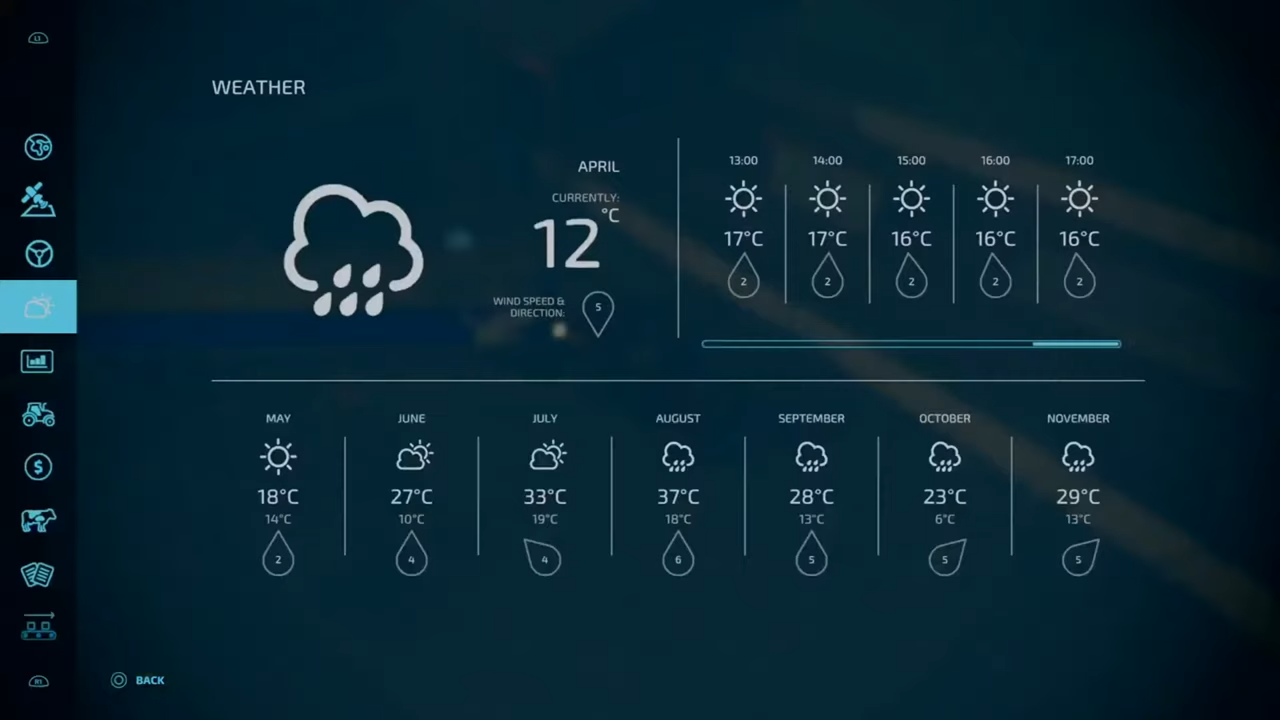 L1
WEATHER
APRIL
CURRENTLY:
12 °C
WIND SPEED &
DIRECTION:
5
13:00 14:00 15:00 16:00 17:00
17°C 17°C 16°C 16°C 16°C
2 2 2 2 2
MAY JUNE JULY AUGUST SEPTEMBER OCTOBER NOVEMBER
18°C 27°C 33°C 37°C 28°C 23°C 29°C
14°C 10°C 19°C 18°C 13°C 6°C 13°C
2 4 4 6 5 5 5
$
R1
BACK